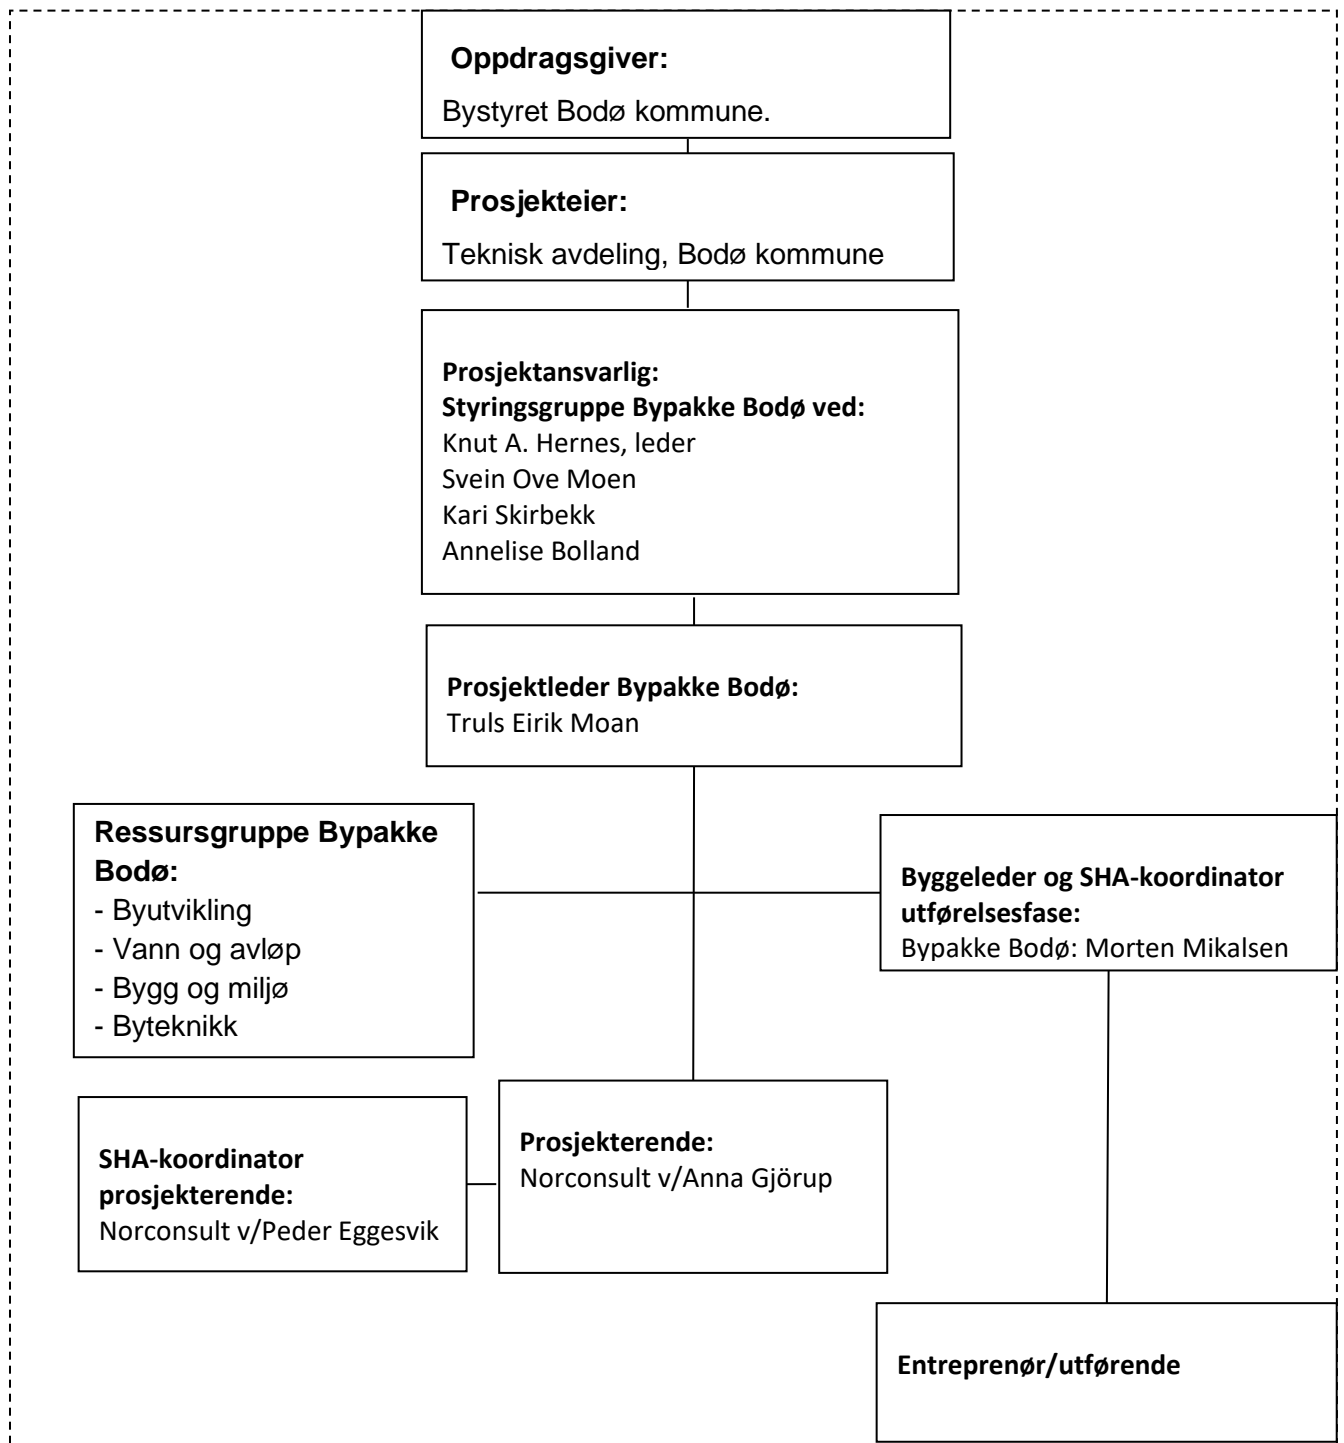 Oppdragsgiver:
Bystyret Bodø kommune.
Prosjekteier:
Teknisk avdeling, Bodø kommune
Prosjektansvarlig:
Styringsgruppe Bypakke Bodø ved:
Knut A. Hernes, leder
Svein Ove Moen
Kari Skirbekk
Annelise Bolland
Prosjektleder Bypakke Bodø:
Truls Eirik Moan
Ressursgruppe Bypakke
Bodø:
- Byutvikling
- Vann og avløp
- Bygg og miljø
- Byteknikk
Byggeleder og SHA-koordinator
utførelsesfase:
Bypakke Bodø: Morten Mikalsen
SHA-koordinator
prosjekterende:
Norconsult v/Peder Eggesvik
Prosjekterende:
Norconsult v/Anna Gjörup
Entreprenør/utførende